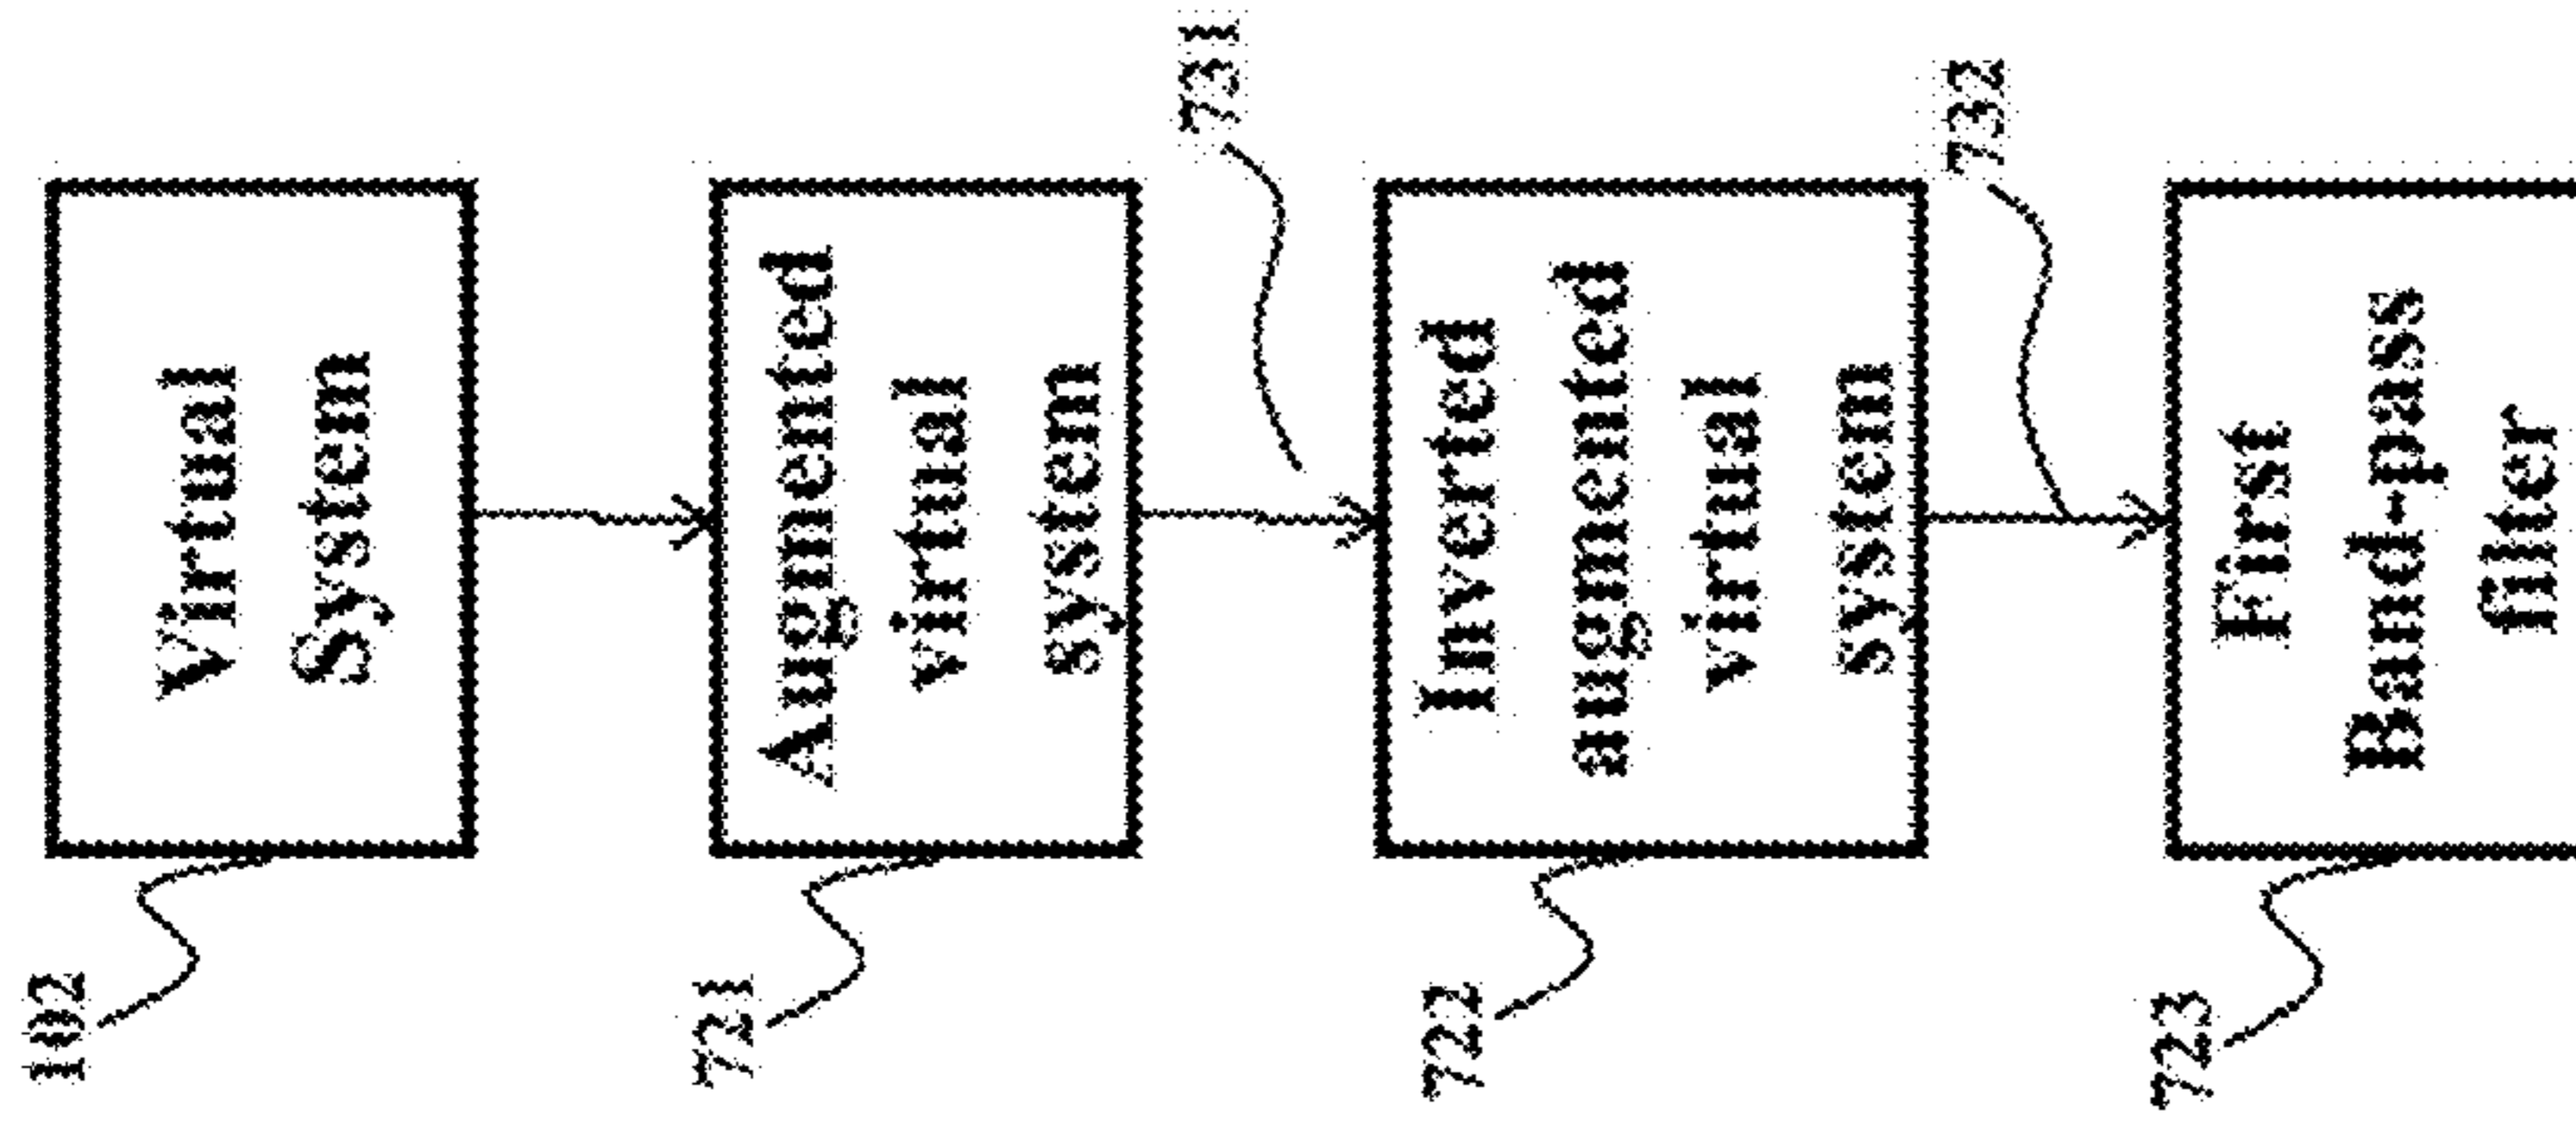 102
Virtual
System
721
Augmented
virtual
system
731
722
Inverted
augmented
virtual
system
732
723
First
Band-pass
filter